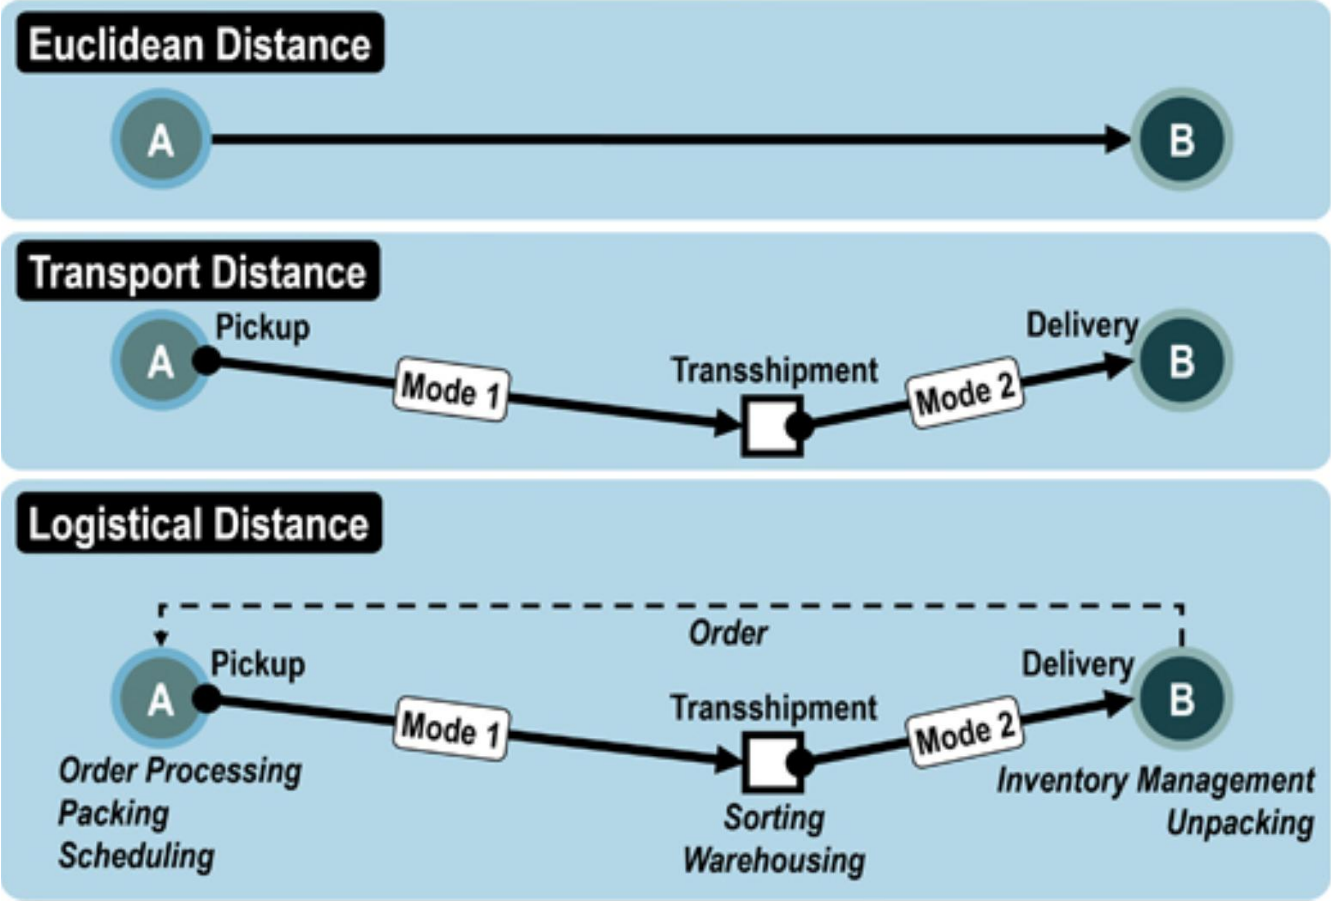 Euclidean Distance
A
B
Transport Distance
A
Pickup
Mode 1
Transshipment
Mode 2
Delivery
B
Logistical Distance
Order
A
Pickup
Mode 1
Transshipment
Mode 2
Delivery
B
Order Processing
Packing
Scheduling
Sorting
Warehousing
Inventory Management
Unpacking